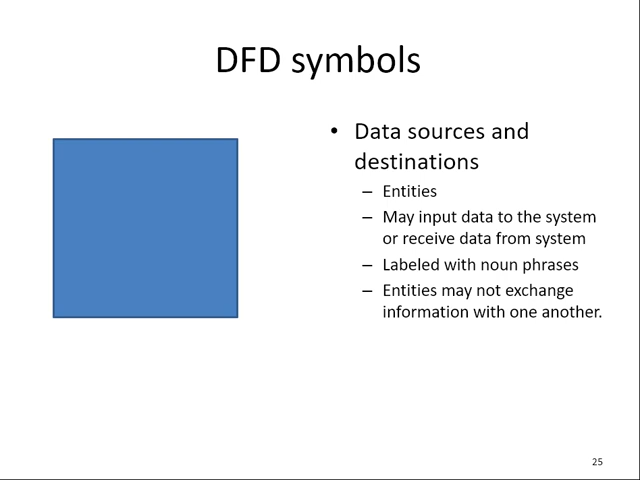 DFD symbols
• Data sources and
destinations
– Entities
– May input data to the system
or receive data from system
– Labeled with noun phrases
– Entities may not exchange
information with one another.
25